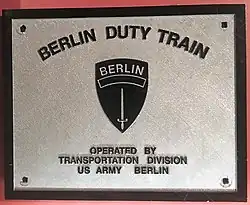 BERLIN DUTY TRAIN
BERLIN
OPERATED BY
TRANSPORTATION DIVISION
US ARMY BERLIN